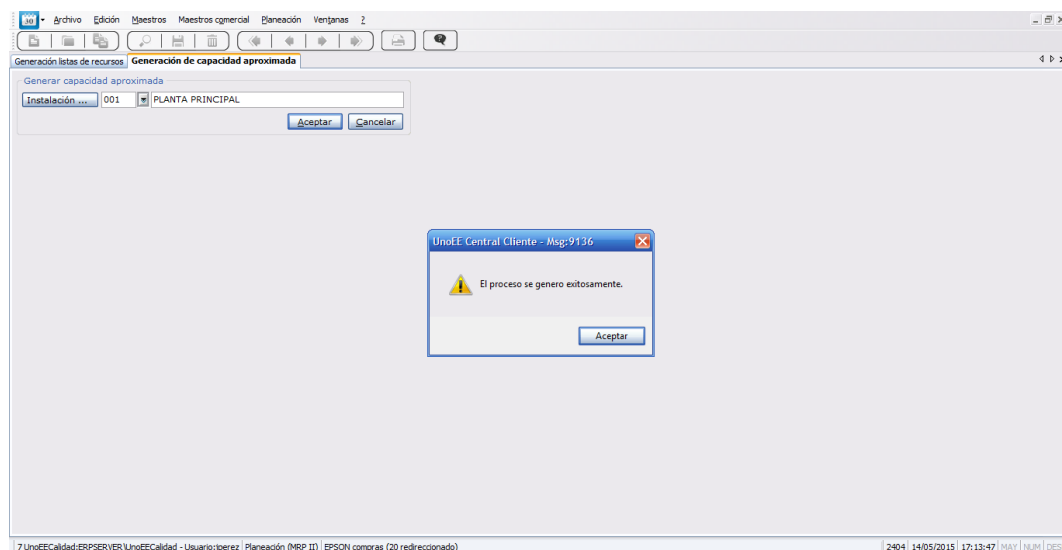 30 Archivo Edición Maestros Maestros comercial Planeación Ventanas ?
Generación listas de recursos Generación de capacidad aproximada
Generar capacidad aproximada
Instalación ... 001 PLANTA PRINCIPAL
Aceptar Cancelar
UnoEE Central Cliente - Msg:9136
El proceso se genero exitosamente.
Aceptar
7 UnoEECalidad:ERPSERVER\UnoEECalidad - Usuario:jperez Planeación (MRP II) EPSON compras (20 redireccionado) 2404 14/05/2015 17:13:47 MAY NUM DES